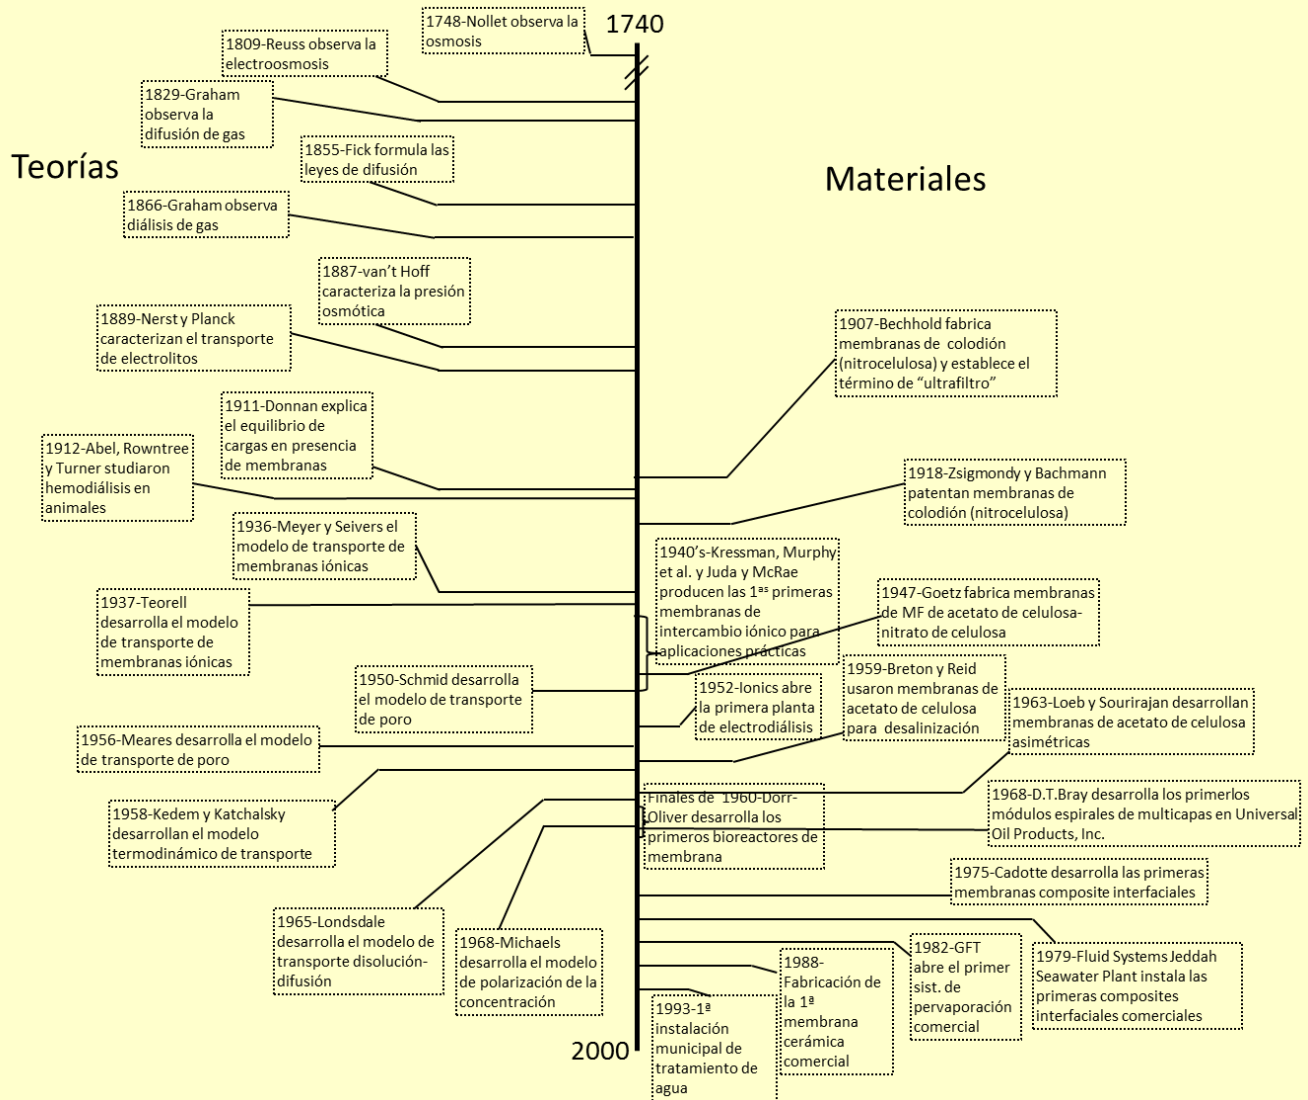 1740
1748-Nollet observa la
osmosis
1809-Reuss observa la
electroosmosis
1829-Graham
observa la
difusión de gas
Teorías
1855-Fick formula las
leyes de difusión
Materiales
1866-Graham observa
diálisis de gas
1887-van't Hoff
caracteriza la presión
osmótica
1889-Nerst y Planck
caracterizan el transporte
de electrolitos
1907-Bechhold fabrica
membranas de colodión
(nitrocelulosa) y establece el
término de “ultrafiltro”
1911-Donnan explica
el equilibrio de
cargas en presencia
de membranas
1912-Abel, Rowntree
y Turner studiaron
hemodiálisis en
animales
1918-Zsigmondy y Bachmann
patentan membranas de
colodión (nitrocelulosa)
1936-Meyer y Seivers el
modelo de transporte de
membranas iónicas
1940's-Kressman, Murphy
et al. y Juda y McRae
producen las 1ᵃˢ primeras
membranas de
intercambio iónico para
aplicaciones prácticas
1947-Goetz fabrica membranas
de MF de acetato de celulosa-
nitrato de celulosa
1937-Teorell
desarrolla el modelo
de transporte de
membranas iónicas
1950-Schmid desarrolla
el modelo de transporte
de poro
1952-Ionics abre
la primera planta
de electrodiálisis
1959-Breton y Reid
usaron membranas de
acetato de celulosa
para desalinización
1963-Loeb y Sourirajan desarrollan
membranas de acetato de celulosa
asimétricas
1956-Meares desarrolla el modelo
de transporte de poro
1958-Kedem y Katchalsky
desarrollan el modelo
termodinámico de transporte
Finales de 1960-Dorr-
Oliver desarrolla los
primeros bioreactores de
membrana
1968-D.T.Bray desarrolla los primerlos
módulos espirales de multicapas en Universal
Oil Products, Inc.
1975-Cadotte desarrolla las primeras
membranas composite interfaciales
1965-Londsdale
desarrolla el modelo de
transporte disolución-
difusión
1968-Michaels
desarrolla el modelo
de polarización de la
concentración
1982-GFT
abre el primer
sist. de
pervaporación
comercial
1979-Fluid Systems Jeddah
Seawater Plant instala las
primeras composites
interfaciales comerciales
1988-
Fabricación de
la 1ª
membrana
cerámica
comercial
1993-1ª
instalación
municipal de
tratamiento de
agua
2000